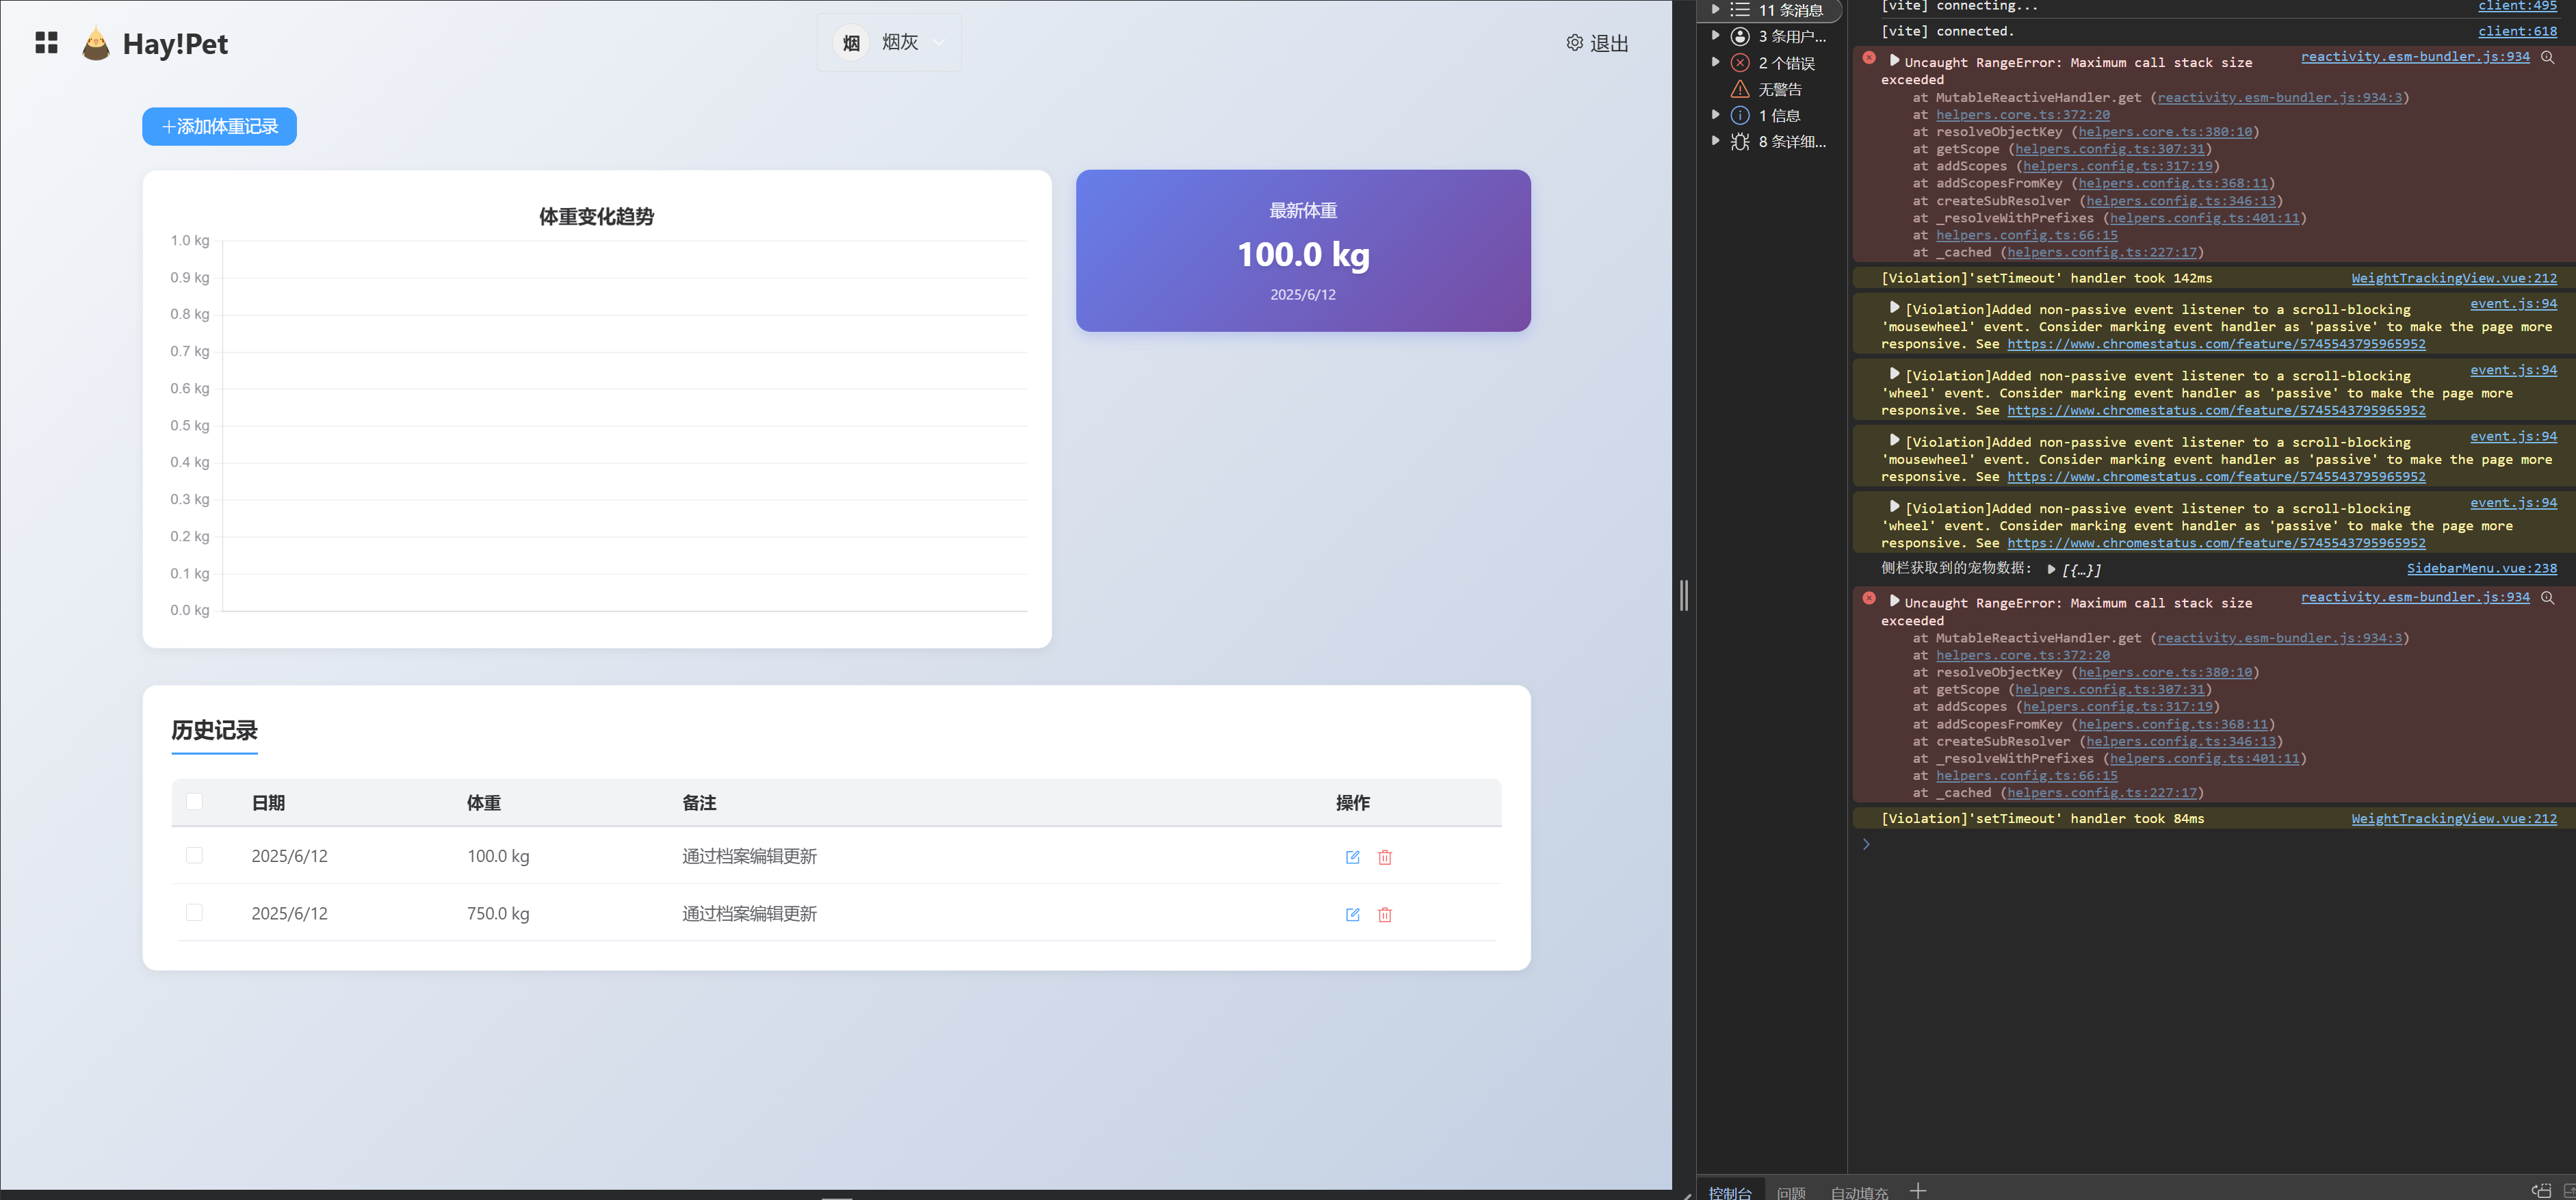 Hay!Pet
烟 烟灰
退出
+添加体重记录
体重变化趋势
1.0 kg
0.9 kg
0.8 kg
0.7 kg
0.6 kg
0.5 kg
0.4 kg
0.3 kg
0.2 kg
0.1 kg
0.0 kg
最新体重
100.0 kg
2025/6/12
历史记录
日期 体重 备注 操作
2025/6/12 100.0 kg 通过档案编辑更新
2025/6/12 750.0 kg 通过档案编辑更新
11 条消息
3 条用户...
2 个错误
无警告
1 信息
8 条详细...
[vite] connecting... client:495
[vite] connected. client:618
Uncaught RangeError: Maximum call stack size reactivity.esm-bundler.js:934
exceeded
at MutableReactiveHandler.get (reactivity.esm-bundler.js:934:3)
at helpers.core.ts:372:20
at resolveObjectKey (helpers.core.ts:380:10)
at getScope (helpers.config.ts:307:31)
at addScopes (helpers.config.ts:317:19)
at addScopesFromKey (helpers.config.ts:368:11)
at createSubResolver (helpers.config.ts:346:13)
at _resolveWithPrefixes (helpers.config.ts:401:11)
at helpers.config.ts:66:15
at _cached (helpers.config.ts:227:17)
[Violation]'setTimeout' handler took 142ms WeightTrackingView.vue:212
[Violation]Added non-passive event listener to a scroll-blocking event.js:94
'mousewheel' event. Consider marking event handler as 'passive' to make the page more
responsive. See https://www.chromestatus.com/feature/5745543795965952
[Violation]Added non-passive event listener to a scroll-blocking event.js:94
'wheel' event. Consider marking event handler as 'passive' to make the page more
responsive. See https://www.chromestatus.com/feature/5745543795965952
[Violation]Added non-passive event listener to a scroll-blocking event.js:94
'mousewheel' event. Consider marking event handler as 'passive' to make the page more
responsive. See https://www.chromestatus.com/feature/5745543795965952
[Violation]Added non-passive event listener to a scroll-blocking event.js:94
'wheel' event. Consider marking event handler as 'passive' to make the page more
responsive. See https://www.chromestatus.com/feature/5745543795965952
侧栏获取到的宠物数据: [{…}] SidebarMenu.vue:238
Uncaught RangeError: Maximum call stack size reactivity.esm-bundler.js:934
exceeded
at MutableReactiveHandler.get (reactivity.esm-bundler.js:934:3)
at helpers.core.ts:372:20
at resolveObjectKey (helpers.core.ts:380:10)
at getScope (helpers.config.ts:307:31)
at addScopes (helpers.config.ts:317:19)
at addScopesFromKey (helpers.config.ts:368:11)
at createSubResolver (helpers.config.ts:346:13)
at _resolveWithPrefixes (helpers.config.ts:401:11)
at helpers.config.ts:66:15
at _cached (helpers.config.ts:227:17)
[Violation]'setTimeout' handler took 84ms WeightTrackingView.vue:212
控制台 问题 自动填充